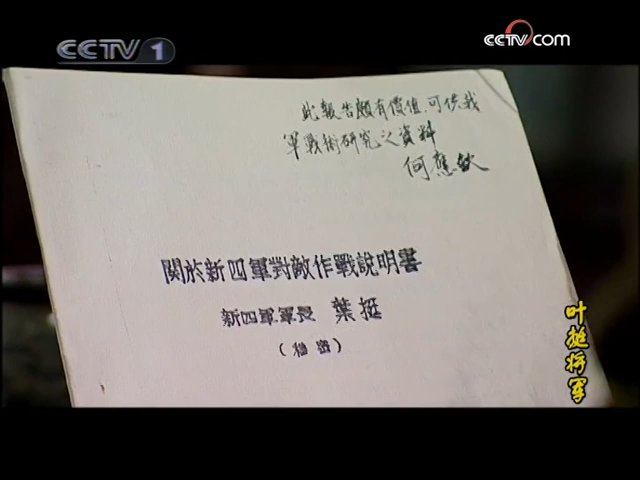 CCTV 1
CCTV.com
此報告頗有價值，可供我
軍戰術研究之資料
何應欽
關於新四軍對敵作戰說明書
新四軍軍長 葉挺
（秘密）
叶挺将军